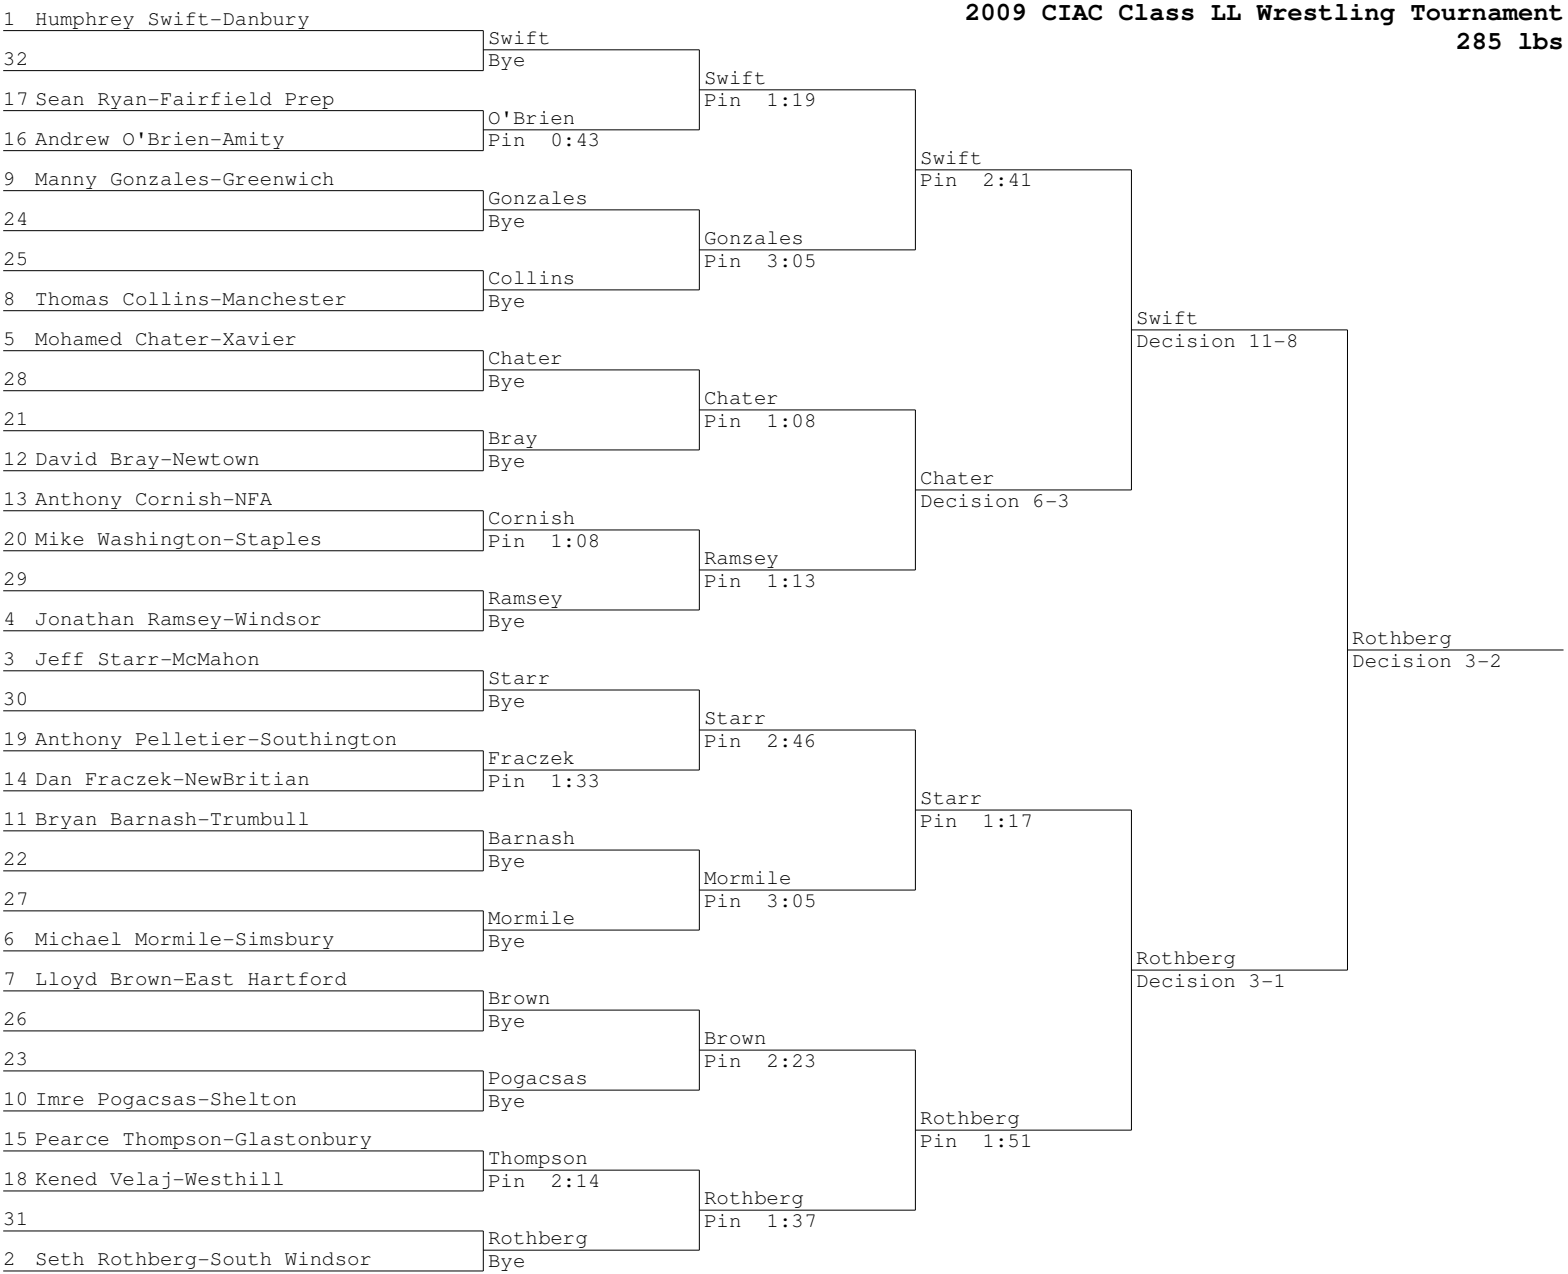 2009 CIAC Class LL Wrestling Tournament
285 lbs
1 Humphrey Swift-Danbury
32
17 Sean Ryan-Fairfield Prep
16 Andrew O'Brien-Amity
9 Manny Gonzales-Greenwich
24
25
8 Thomas Collins-Manchester
5 Mohamed Chater-Xavier
28
21
12 David Bray-Newtown
13 Anthony Cornish-NFA
20 Mike Washington-Staples
29
4 Jonathan Ramsey-Windsor
3 Jeff Starr-McMahon
30
19 Anthony Pelletier-Southington
14 Dan Fraczek-NewBritian
11 Bryan Barnash-Trumbull
22
27
6 Michael Mormile-Simsbury
7 Lloyd Brown-East Hartford
26
23
10 Imre Pogacsas-Shelton
15 Pearce Thompson-Glastonbury
18 Kened Velaj-Westhill
31
2 Seth Rothberg-South Windsor
Swift
Bye
O'Brien
Pin 0:43
Gonzales
Bye
Collins
Bye
Chater
Bye
Bray
Bye
Cornish
Pin 1:08
Ramsey
Bye
Starr
Bye
Fraczek
Pin 1:33
Barnash
Bye
Mormile
Bye
Brown
Bye
Pogacsas
Bye
Thompson
Pin 2:14
Rothberg
Bye
Swift
Pin 1:19
Gonzales
Pin 3:05
Chater
Pin 1:08
Ramsey
Pin 1:13
Starr
Pin 2:46
Mormile
Pin 3:05
Brown
Pin 2:23
Rothberg
Pin 1:37
Swift
Pin 2:41
Chater
Decision 6-3
Starr
Pin 1:17
Rothberg
Pin 1:51
Swift
Decision 11-8
Rothberg
Decision 3-1
Rothberg
Decision 3-2